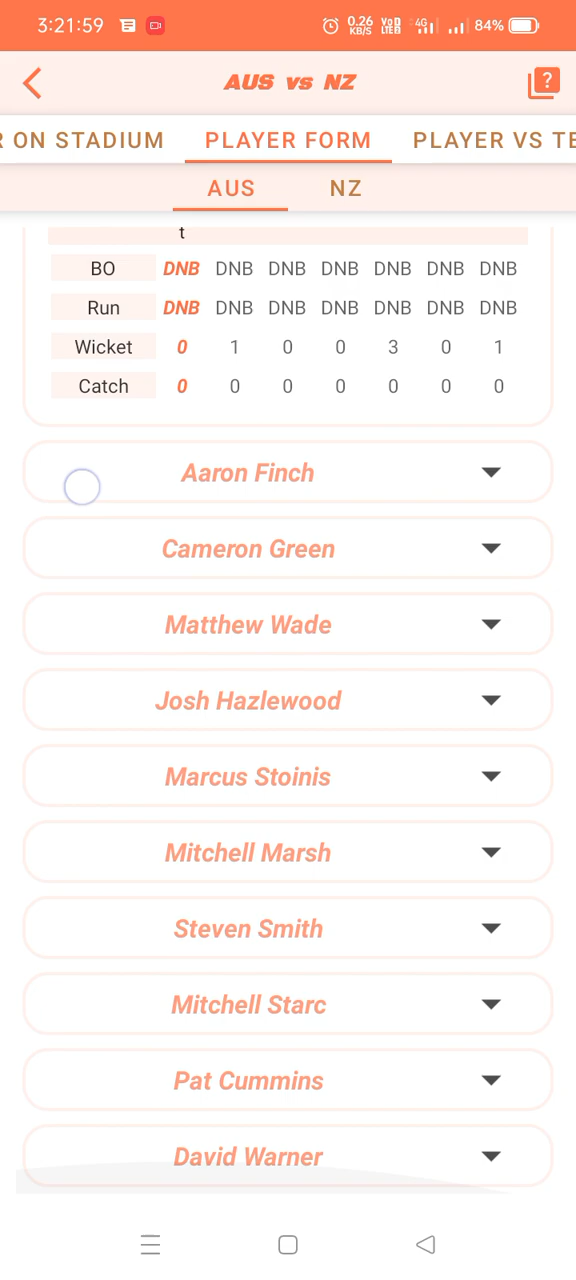 3:21:59 0.26 KB/S VoD LTEB 4G 84%
AUS vs NZ
R ON STADIUM PLAYER FORM PLAYER VS TE
AUS NZ
t
BO DNB DNB DNB DNB DNB DNB DNB
Run DNB DNB DNB DNB DNB DNB DNB
Wicket 0 1 0 0 3 0 1
Catch 0 0 0 0 0 0 0
Aaron Finch
Cameron Green
Matthew Wade
Josh Hazlewood
Marcus Stoinis
Mitchell Marsh
Steven Smith
Mitchell Starc
Pat Cummins
David Warner